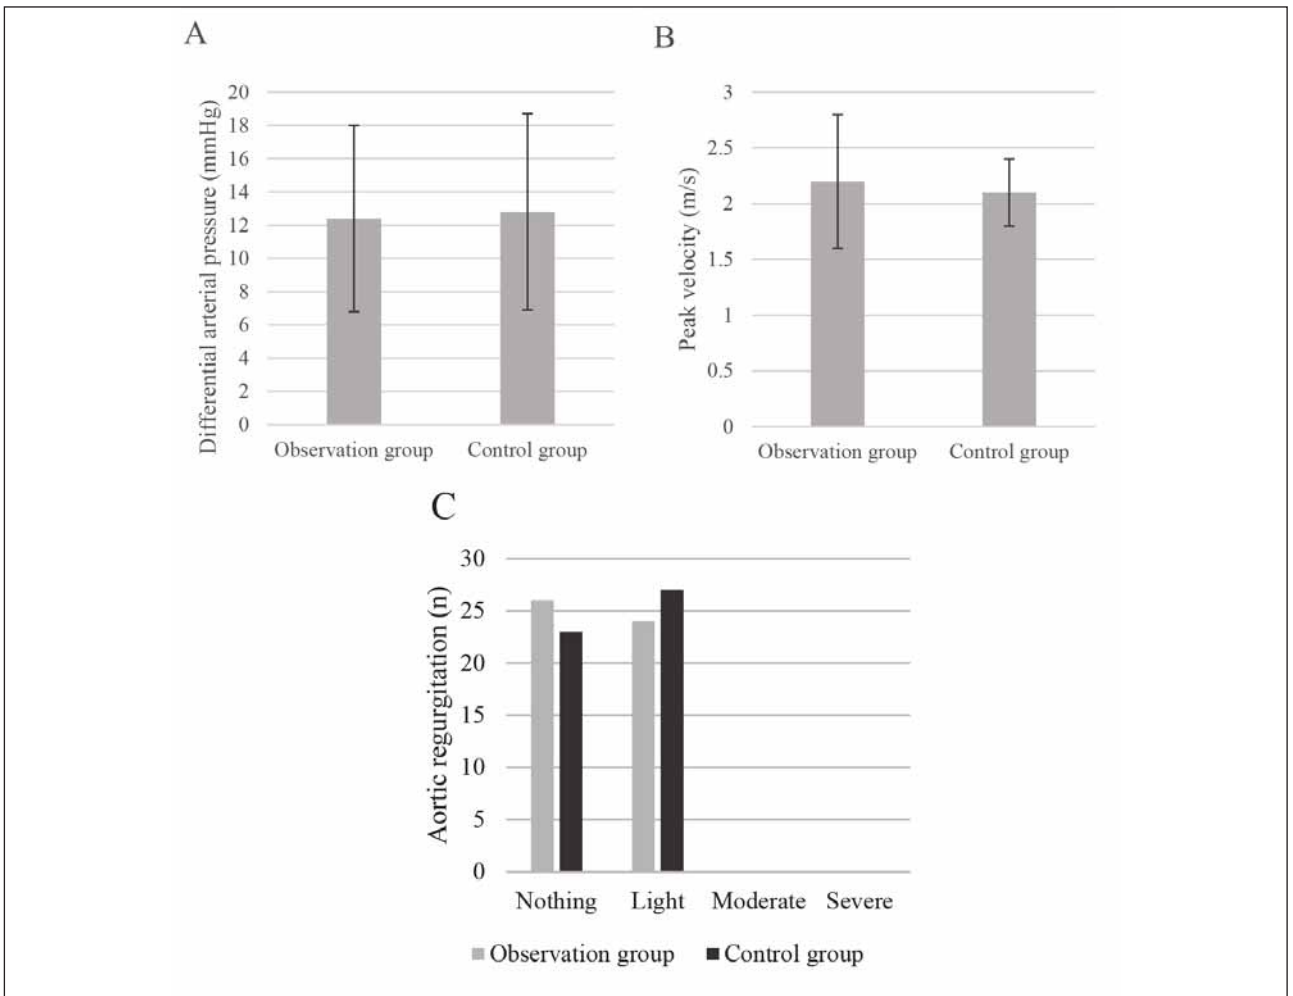 A
Differential arterial pressure (mmHg)
20
18
16
14
12
10
8
6
4
2
0
Observation group Control group
B
Peak velocity (m/s)
3
2.5
2
1.5
1
0.5
0
Observation group Control group
C
Aortic regurgitation (n)
30
25
20
15
10
5
0
Nothing Light Moderate Severe
Observation group Control group